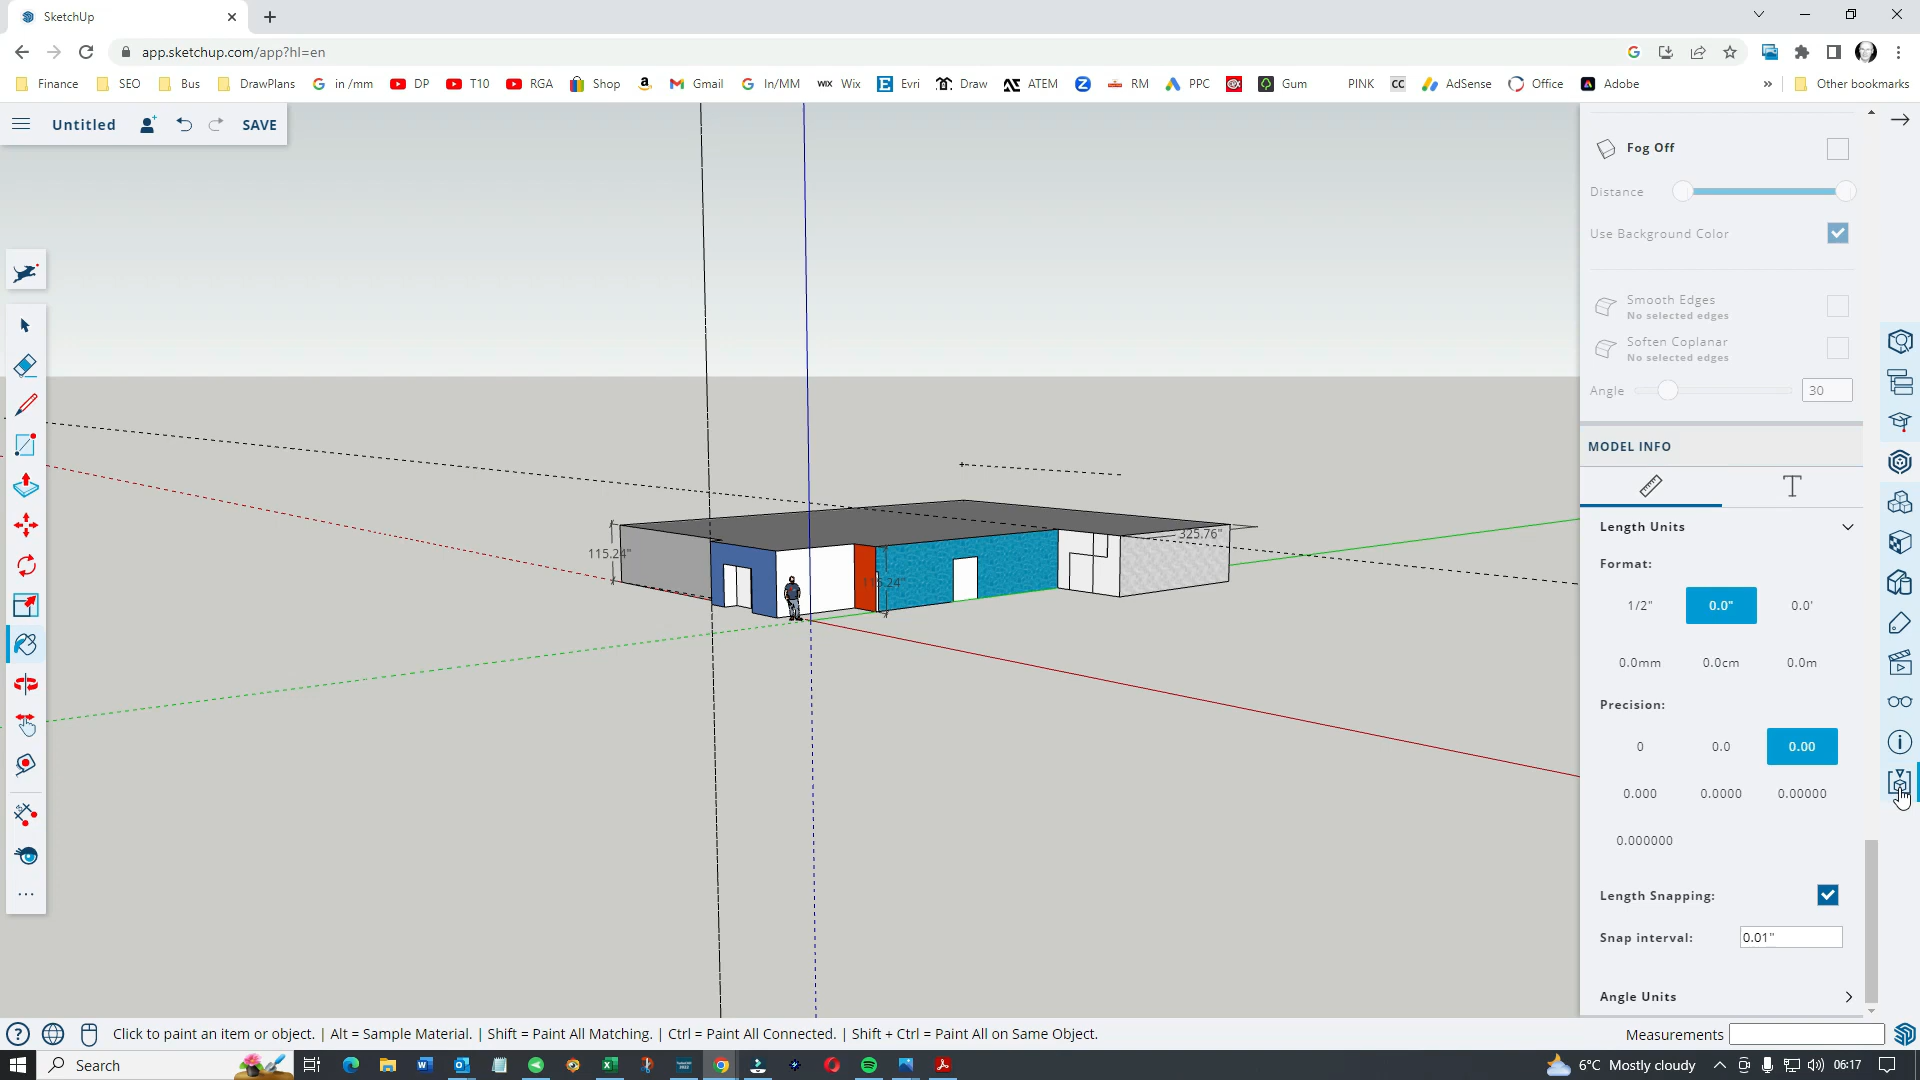 SketchUp
app.sketchup.com/app?hl=en
Finance SEO Bus DrawPlans in /mm DP T10 RGA Shop Gmail In/MM WIX Wix Evri Draw ATEM RM PPC Gum PINK CC AdSense Office Adobe » Other bookmarks
Untitled SAVE
Fog Off
Distance
Use Background Color
Smooth Edges
No selected edges
Soften Coplanar
No selected edges
Angle 30
MODEL INFO
Length Units
Format:
1/2" 0.0" 0.0'
0.0mm 0.0cm 0.0m
Precision:
0 0.0 0.00
0.000 0.0000 0.00000
0.000000
Length Snapping:
Snap interval: 0.01"
Angle Units
325.76"
115.24"
115.24"
Click to paint an item or object. | Alt = Sample Material. | Shift = Paint All Matching. | Ctrl = Paint All Connected. | Shift + Ctrl = Paint All on Same Object.
Measurements
Search
6°C Mostly cloudy
06:17